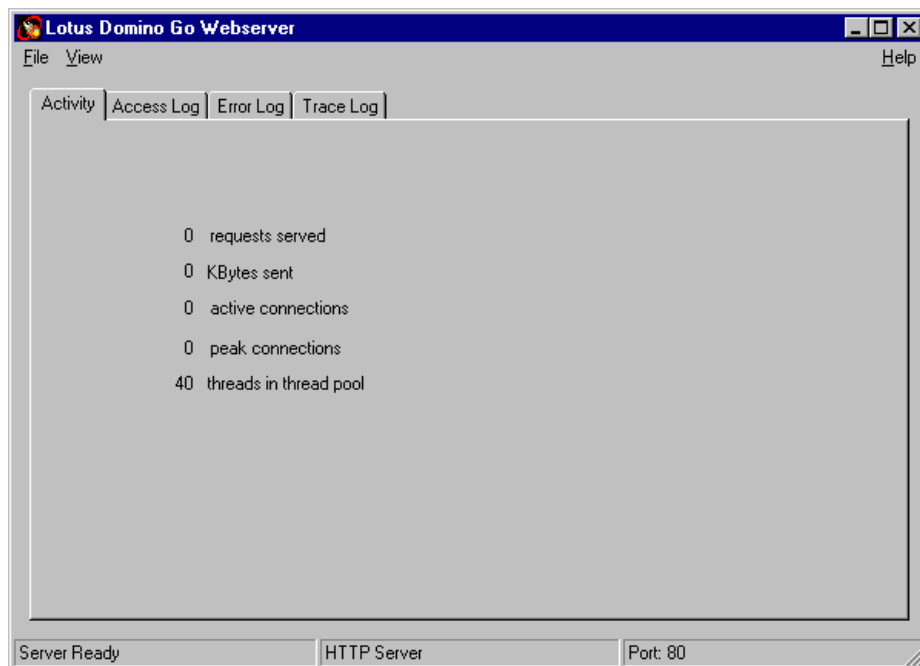 Lotus Domino Go Webserver
File View Help
Activity Access Log Error Log Trace Log
0 requests served
0 KBytes sent
0 active connections
0 peak connections
40 threads in thread pool
Server Ready HTTP Server Port: 80